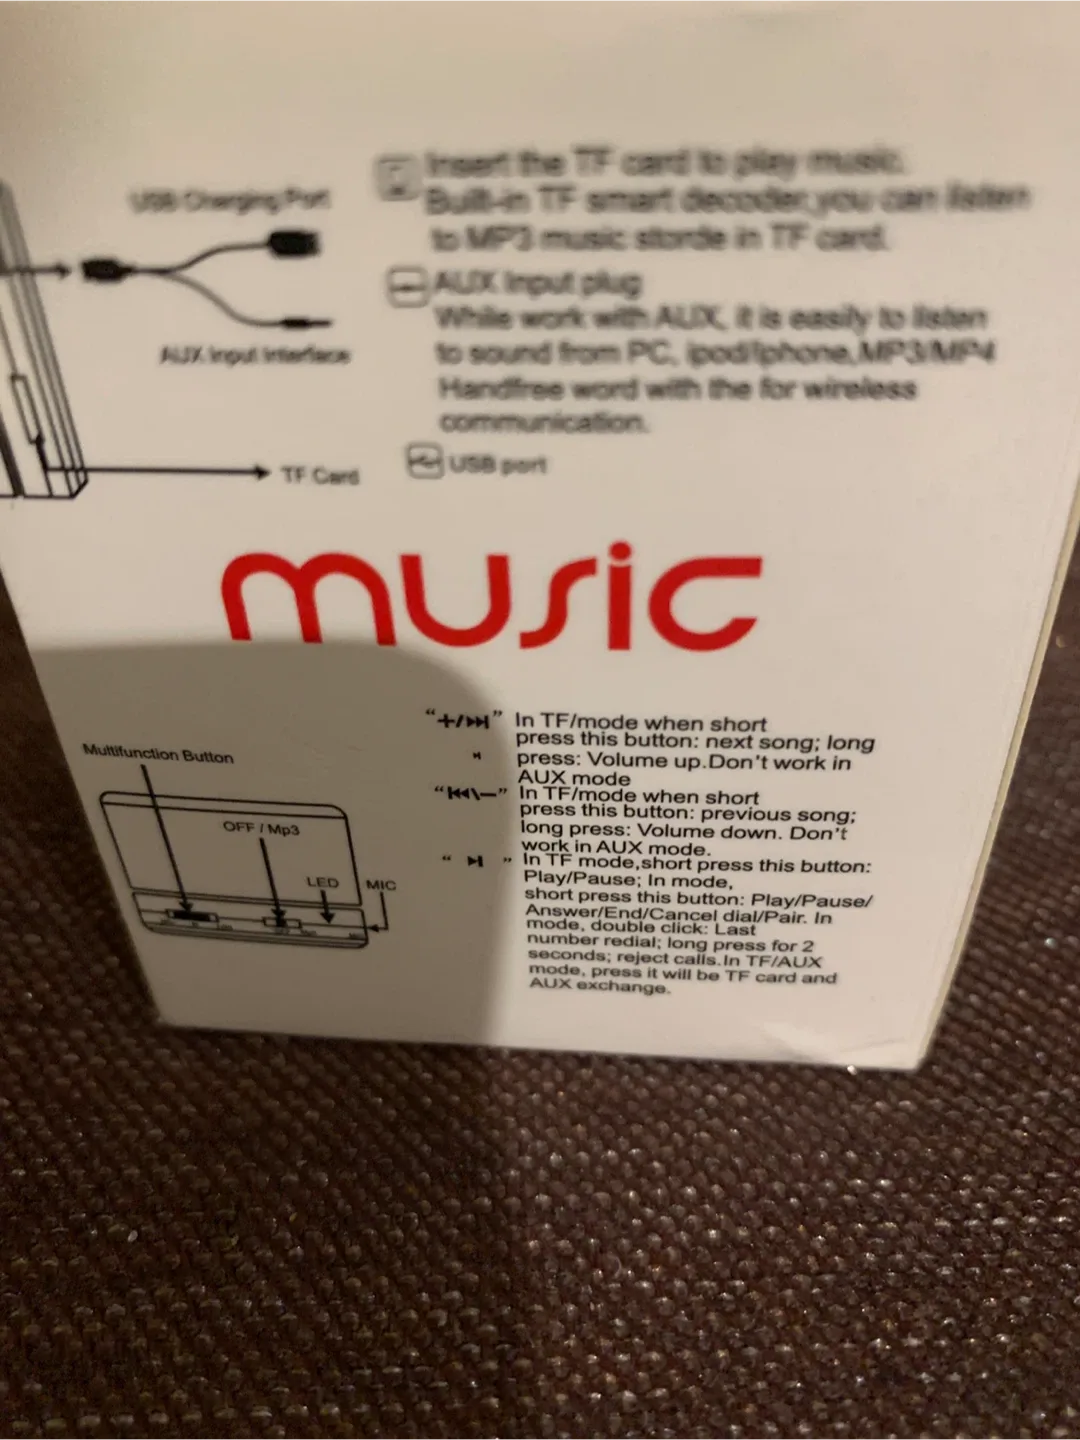 USB Charging Port
AUX Input Interface
TF Card
Insert the TF card to play music.
Built-in TF smart decoder,you can listen
to MP3 music storde in TF card.
AUX Input plug
While work with AUX, it is easily to listen
to sound from PC, ipod/Iphone,MP3/MP4
Handfree word with the for wireless
communication.
USB port
music
Multifunction Button
OFF / Mp3
LED
MIC
“+/⏭” In TF/mode when short
press this button: next song; long
press: Volume up.Don't work in
AUX mode
“⏮\−” In TF/mode when short
press this button: previous song;
long press: Volume down. Don't
work in AUX mode.
“ ⏯ ” In TF mode,short press this button:
Play/Pause; In mode,
short press this button: Play/Pause/
Answer/End/Cancel dial/Pair. In
mode, double click: Last
number redial; long press for 2
seconds; reject calls.In TF/AUX
mode, press it will be TF card and
AUX exchange.